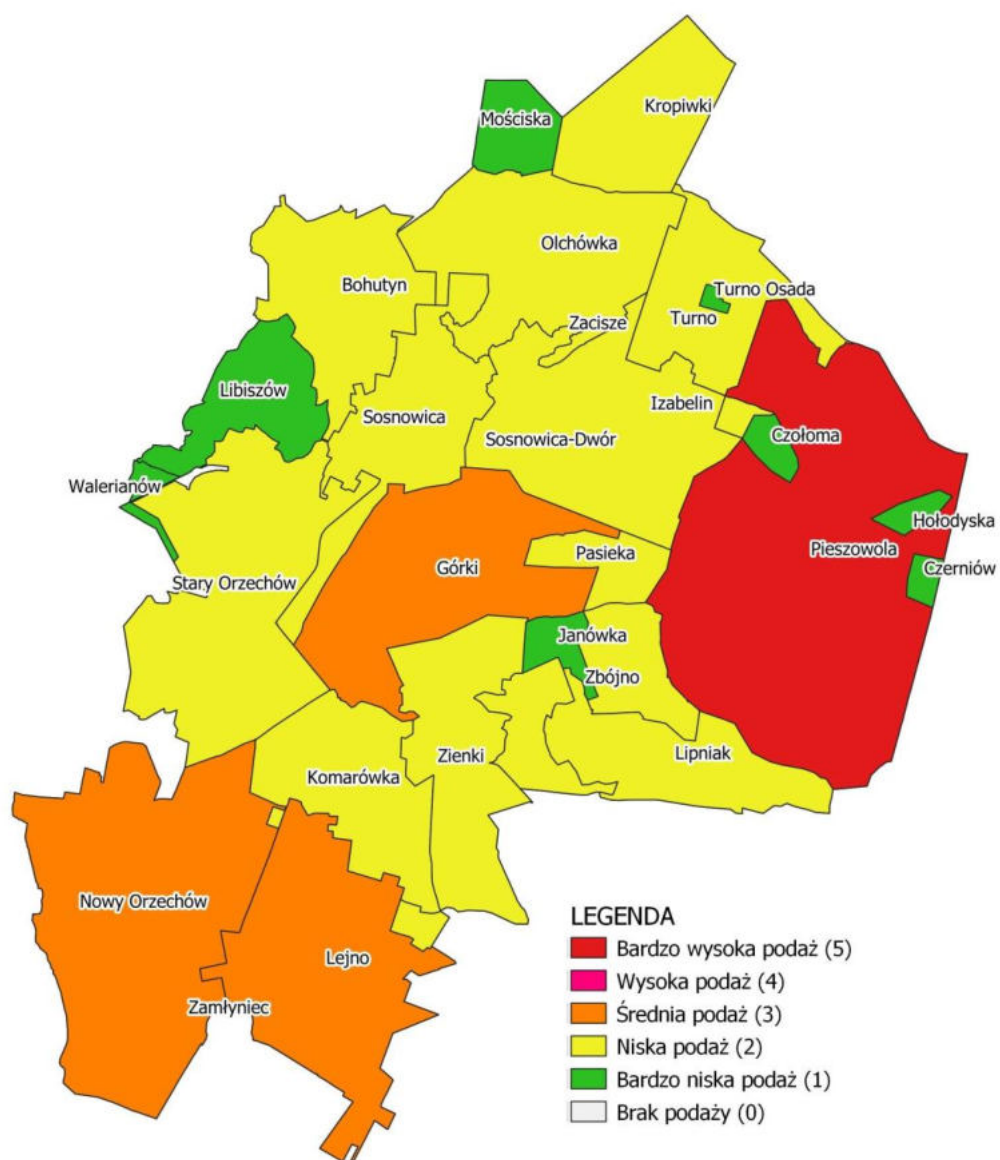 Kropiwki
Mościska
Olchówka
Bohutyn
Turno Osada
Zacisze
Turno
Libiszów
Izabelin
Sosnowica
Sosnowica-Dwór
Czołoma
Walerianów
Hołodyska
Pieszowola
Pasieka
Górki
Czerniów
Stary Orzechów
Janówka
Zbójno
Zienki
Lipniak
Komarówka
Nowy Orzechów
Lejno
Zamłyniec
LEGENDA
Bardzo wysoka podaż (5)
Wysoka podaż (4)
Średnia podaż (3)
Niska podaż (2)
Bardzo niska podaż (1)
Brak podaży (0)